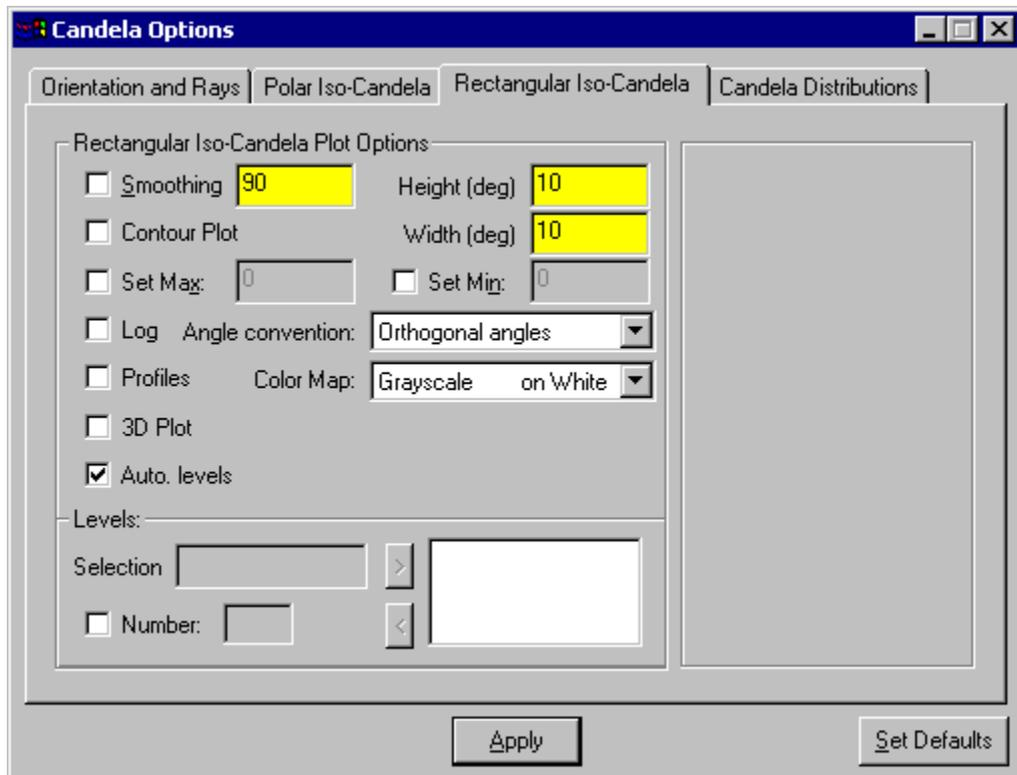 Candela Options
Orientation and Rays Polar Iso-Candela Rectangular Iso-Candela Candela Distributions
Rectangular Iso-Candela Plot Options
Smoothing 90 Height (deg) 10
Contour Plot Width (deg) 10
Set Max: 0 Set Min: 0
Log Angle convention: Orthogonal angles
Profiles Color Map: Grayscale on White
3D Plot
Auto. levels
Levels:
Selection >
Number: <
Apply Set Defaults